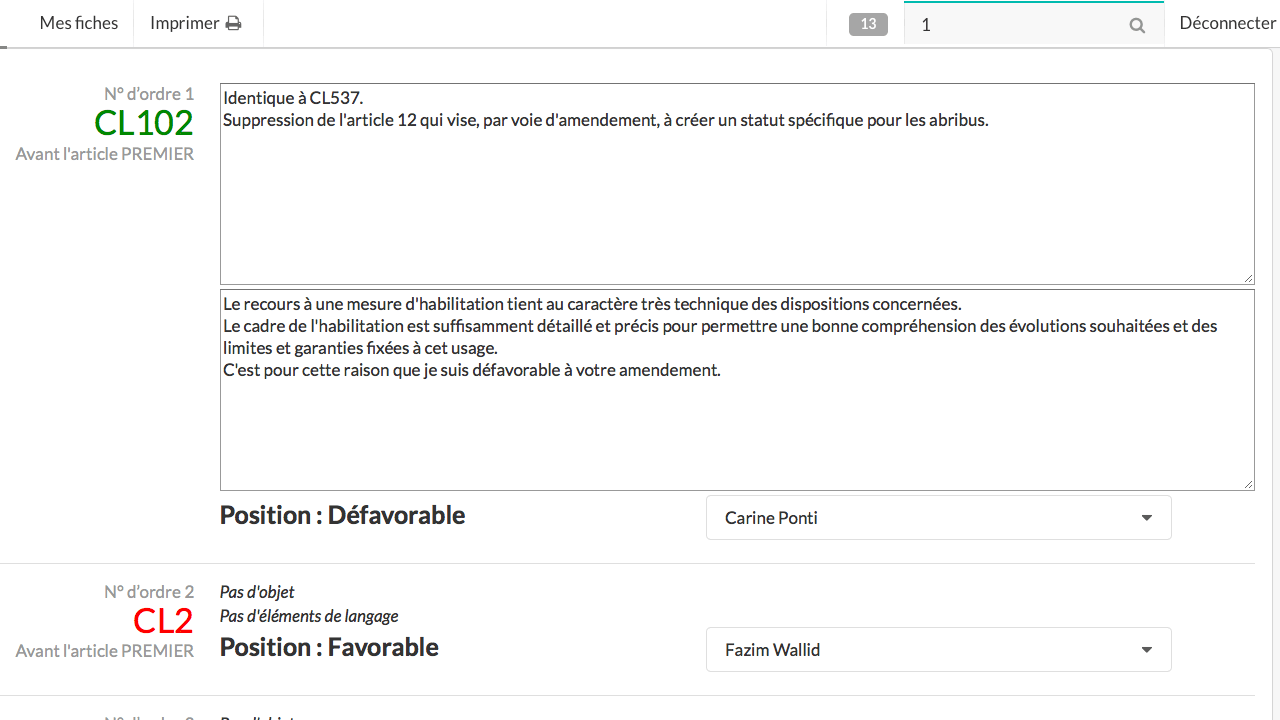 Mes fiches
Imprimer
13
1
Déconnecter
N° d’ordre 1
CL102
Avant l'article PREMIER
Identique à CL537.
Suppression de l’article 12 qui vise, par voie d’amendement, à créer un statut spécifique pour les abribus.
Le recours à une mesure d'habilitation tient au caractère très technique des dispositions concernées.
Le cadre de l'habilitation est suffisamment détaillé et précis pour permettre une bonne compréhension des évolutions souhaitées et des
limites et garanties fixées à cet usage.
C'est pour cette raison que je suis défavorable à votre amendement.
Position : Défavorable
Carine Ponti
N° d’ordre 2
CL2
Avant l'article PREMIER
Pas d'objet
Pas d'éléments de langage
Position : Favorable
Fazim Wallid